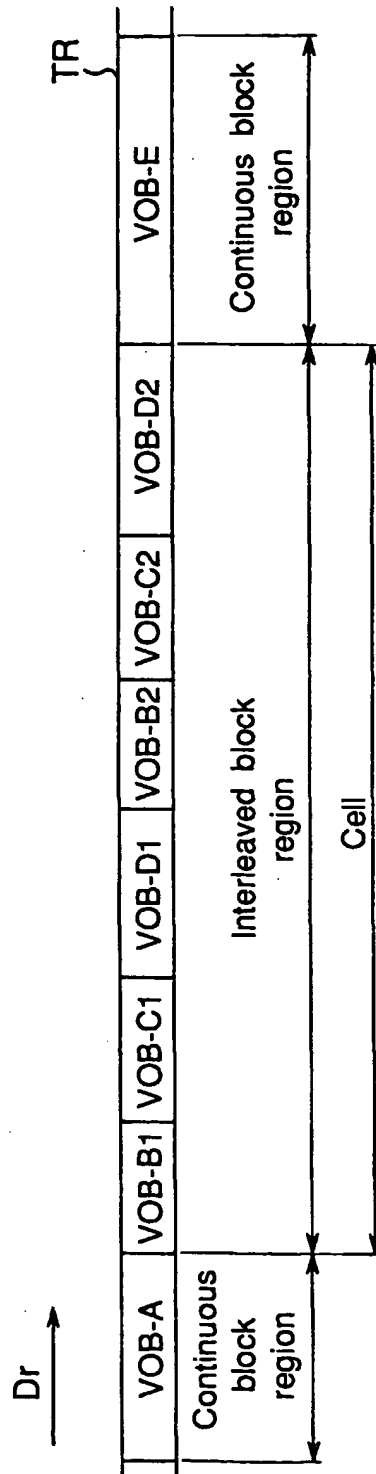 Dr
TR
VOB-A
VOB-B1
VOB-C1
VOB-D1
VOB-B2
VOB-C2
VOB-D2
VOB-E
Continuous
block
region
Interleaved block
region
Continuous block
region
Cell